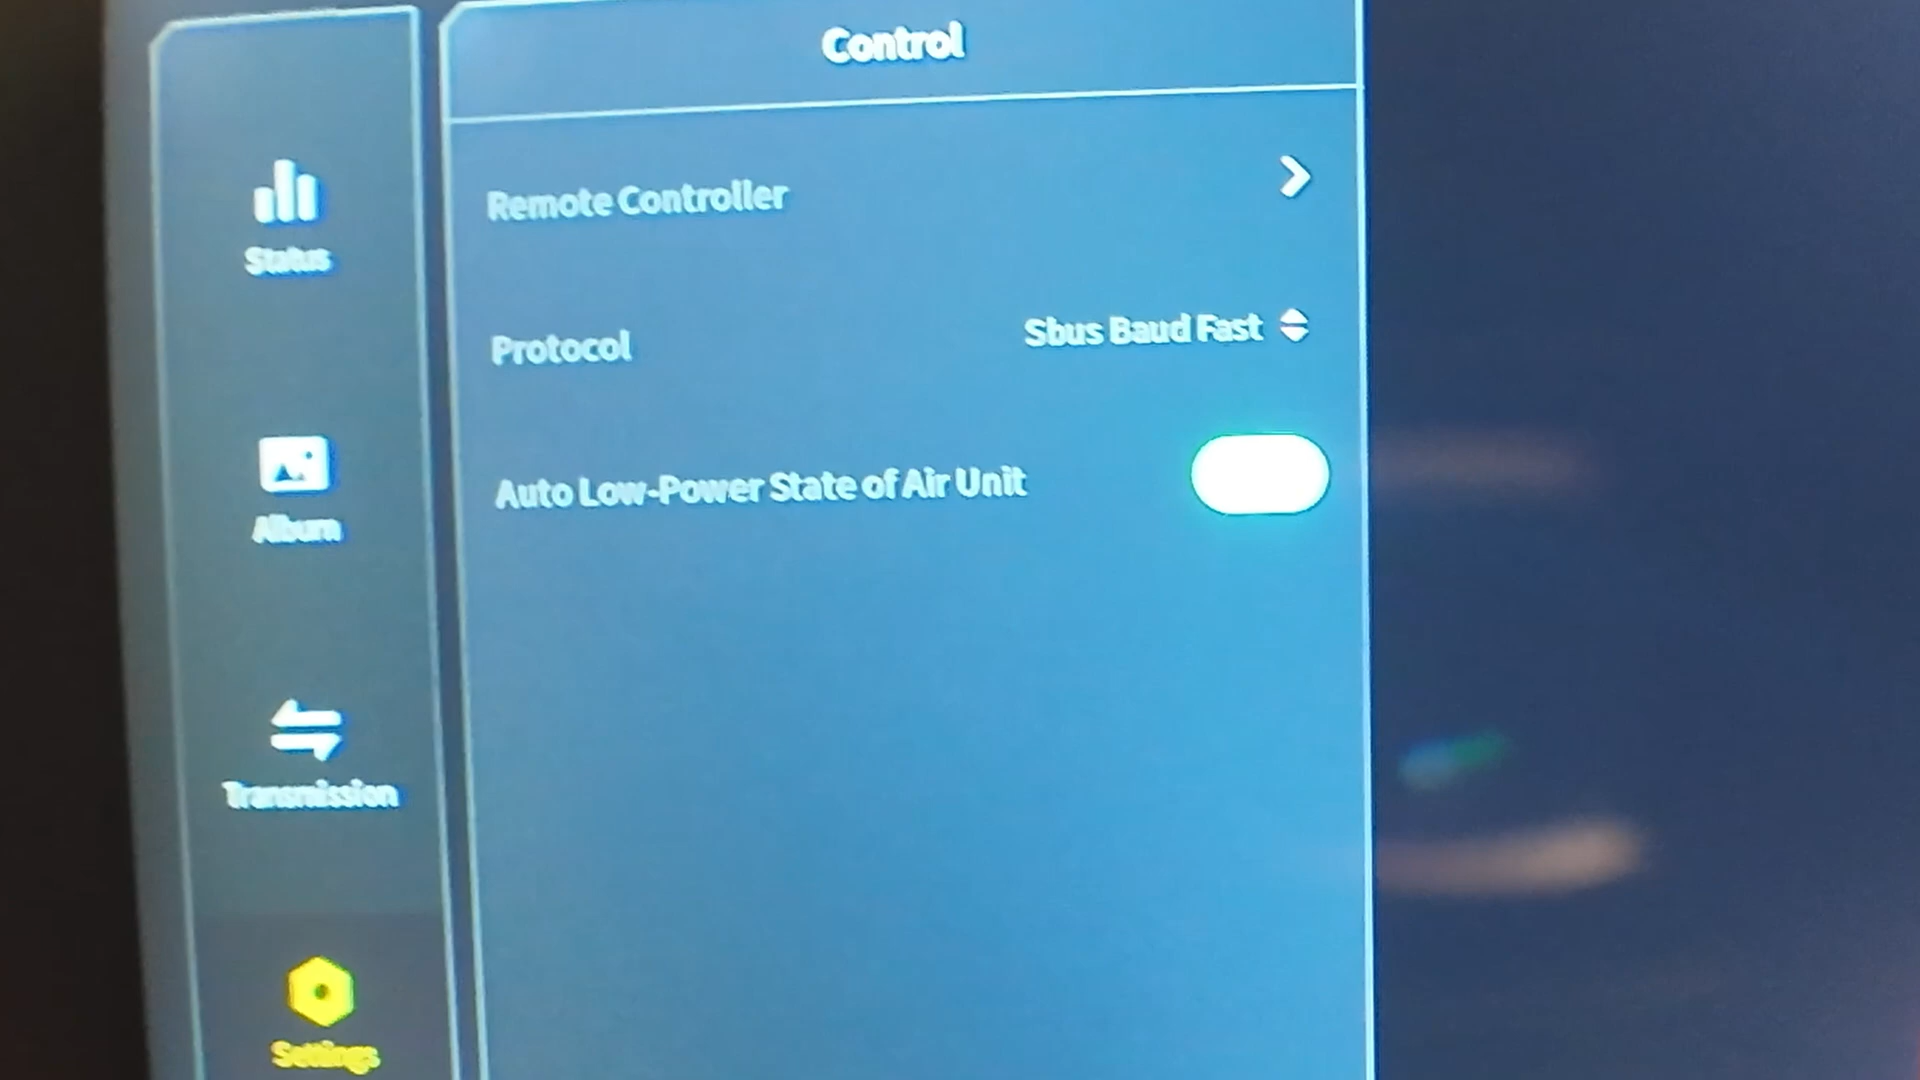 Control
Status
Remote Controller
Protocol
Sbus Baud Fast
Auto Low-Power State of Air Unit
Album
Transmission
Settings